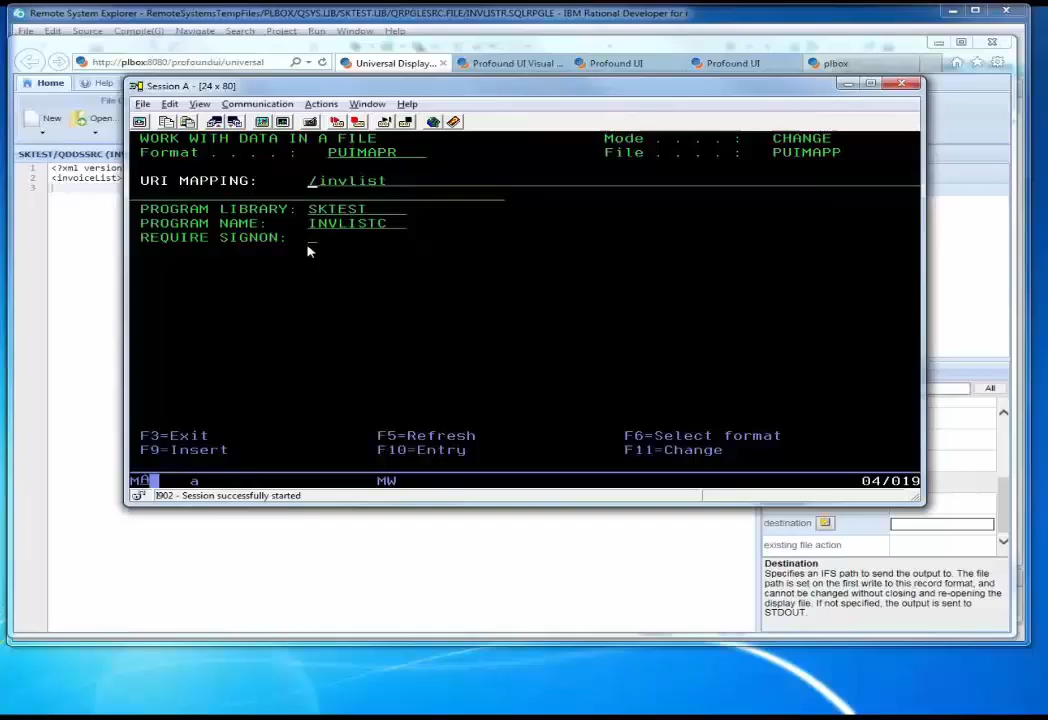 Remote System Explorer - RemoteSystemsTempFiles/PLBOX/QSYS.LIB/SKTEST.LIB/QRPGLESRC.FILE/INVLISTR.SQLRPGLE - IBM Rational Developer for i
File Edit Source Compile(G) Navigate Search Project Run Window Help
http://plbox:8080/profoundui/universal
Universal Display...
Profound UI Visual ...
Profound UI
Profound UI
plbox
Home
Help
New
Open
SKTEST/QDDSSRC (IN
1 <?xml version
2 <invoiceList>
3
Session A - [24 x 80]
File Edit View Communication Actions Window Help
WORK WITH DATA IN A FILE Mode . . . . : CHANGE
Format . . . . : PUIMAPR File . . . . : PUIMAPP
URI MAPPING: /invlist
PROGRAM LIBRARY: SKTEST
PROGRAM NAME: INVLISTC
REQUIRE SIGNON:
F3=Exit F5=Refresh F6=Select format
F9=Insert F10=Entry F11=Change
MA a MW 04/019
I902 - Session successfully started
All
destination
existing file action
Destination
Specifies an IFS path to send the output to. The file
path is set on the first write to this record format, and
cannot be changed without closing and re-opening the
display file. If not specified, the output is sent to
STDOUT.